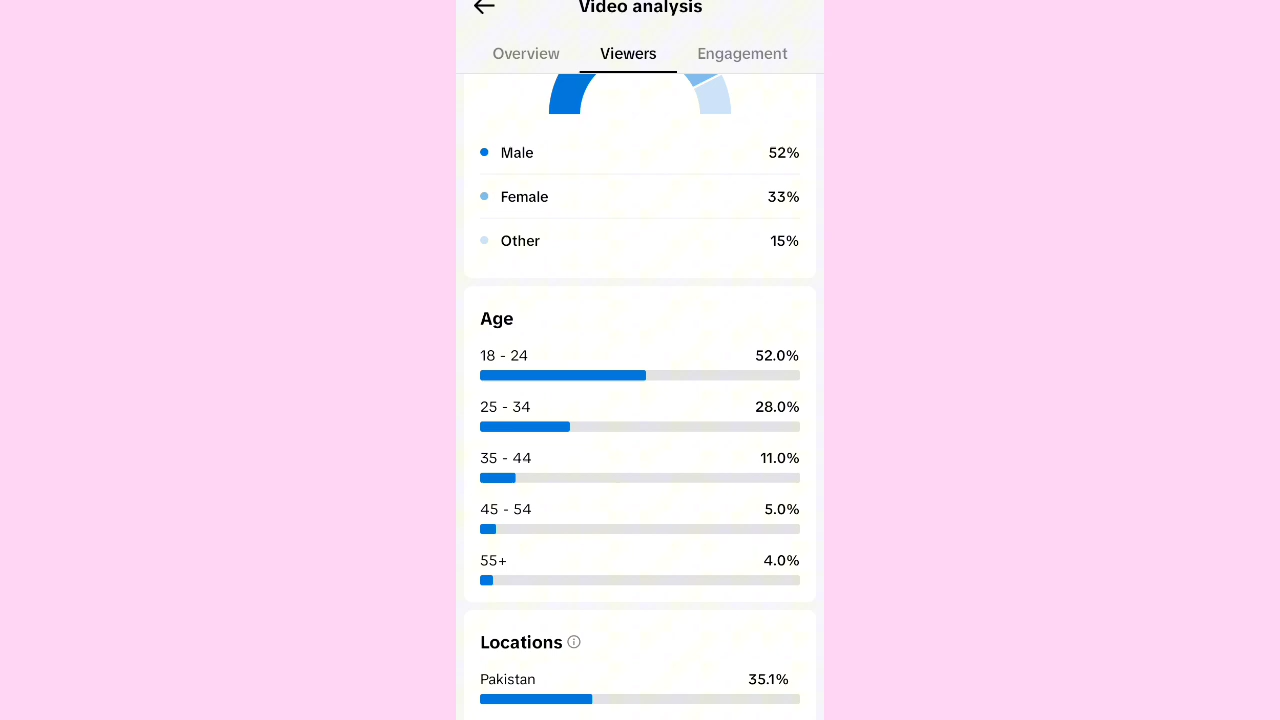 Video analysis
Overview Viewers Engagement
Male 52%
Female 33%
Other 15%
Age
18 - 24 52.0%
25 - 34 28.0%
35 - 44 11.0%
45 - 54 5.0%
55+ 4.0%
Locations
Pakistan 35.1%